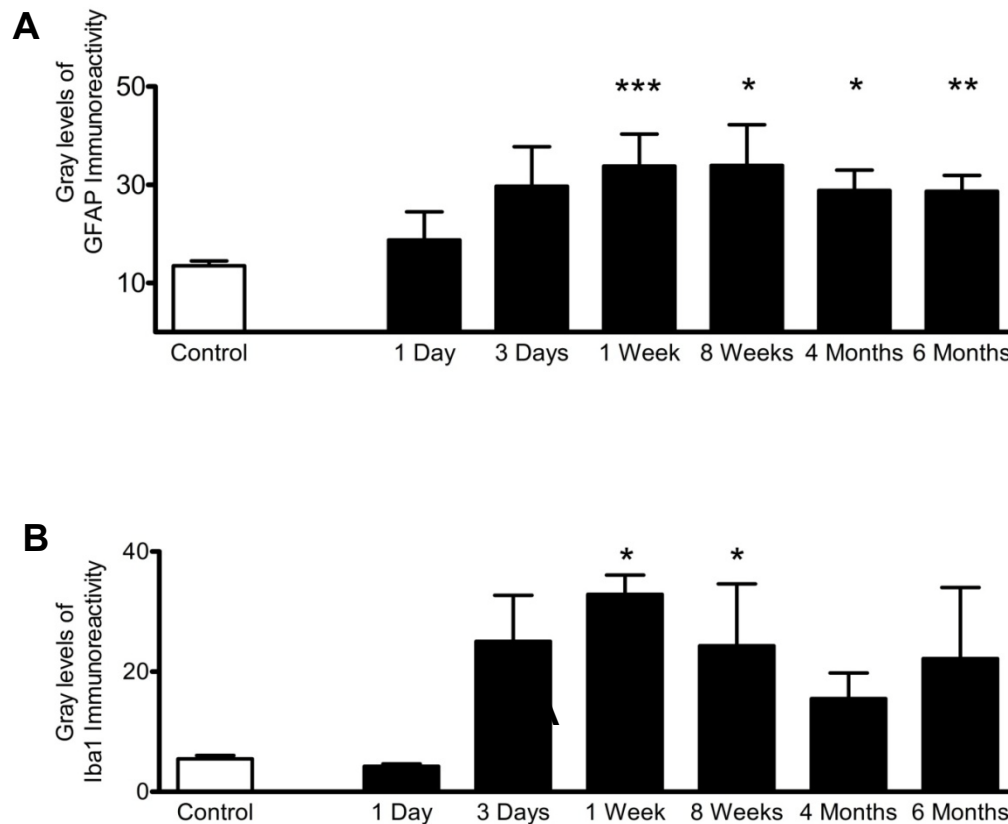 A
Gray levels of
GFAP Immunoreactivity
50
30
10
*** * * **
Control 1 Day 3 Days 1 Week 8 Weeks 4 Months 6 Months
B
Gray levels of
Iba1 Immunoreactivity
40
20
0
* *
A
Control 1 Day 3 Days 1 Week 8 Weeks 4 Months 6 Months